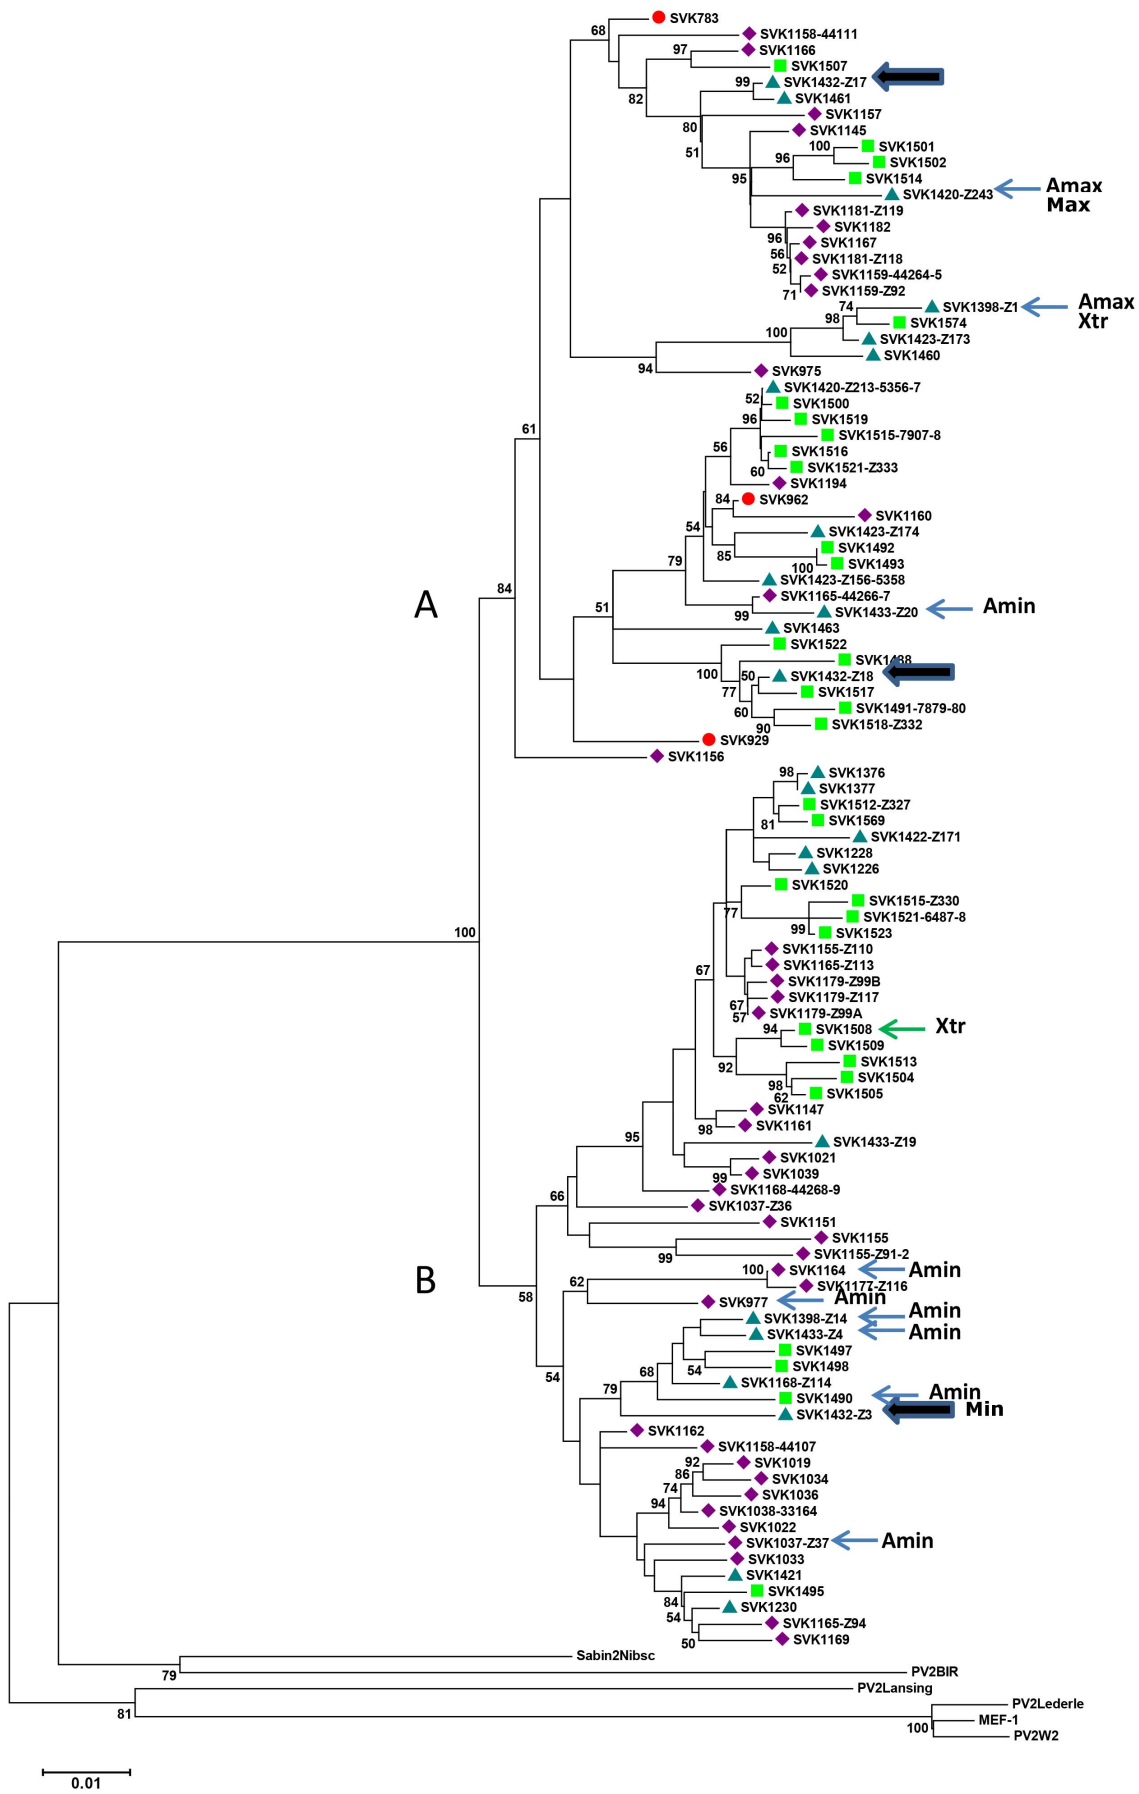 68
SVK783
SVK1158-44111
97
SVK1166
SVK1507
99
SVK1432-Z17
82
SVK1461
80
SVK1157
51
SVK1145
100
SVK1501
96
SVK1502
95
SVK1514
SVK1420-Z243
Amax
Max
SVK1181-Z119
SVK1182
96
SVK1167
56
SVK1181-Z118
52
SVK1159-44264-5
71
SVK1159-Z92
74
SVK1398-Z1
Amax
Xtr
98
SVK1574
100
SVK1423-Z173
SVK1460
94
SVK975
SVK1420-Z213-5356-7
52
SVK1500
96
SVK1519
61
SVK1515-7907-8
56
SVK1516
60
SVK1521-Z333
SVK1194
84
SVK962
SVK1160
54
SVK1423-Z174
85
SVK1492
100
SVK1493
79
SVK1423-Z156-5358
84
SVK1165-44266-7
A
51
99
SVK1433-Z20
Amin
SVK1463
SVK1522
SVK1488
100
50
SVK1432-Z18
77
SVK1517
60
SVK1491-7879-80
90
SVK1518-Z332
SVK929
SVK1156
98
SVK1376
SVK1377
SVK1512-Z327
81
SVK1569
SVK1422-Z171
SVK1228
SVK1226
SVK1520
77
SVK1515-Z330
SVK1521-6487-8
99
SVK1523
100
SVK1155-Z110
67
SVK1165-Z113
SVK1179-Z99B
67
SVK1179-Z117
57
SVK1179-Z99A
94
SVK1508
Xtr
SVK1509
92
SVK1513
98
SVK1504
62
SVK1505
SVK1147
98
SVK1161
95
SVK1433-Z19
SVK1021
99
SVK1039
SVK1168-44268-9
66
SVK1037-Z36
SVK1151
SVK1155
99
SVK1155-Z91-2
B
100
SVK1164
Amin
62
SVK1177-Z116
58
SVK977
Amin
SVK1398-Z14
Amin
SVK1433-Z4
Amin
SVK1497
54
SVK1498
54
68
SVK1168-Z114
79
SVK1490
Amin
SVK1432-Z3
Min
SVK1162
SVK1158-44107
92
SVK1019
86
SVK1034
74
SVK1036
94
SVK1038-33164
SVK1022
SVK1037-Z37
Amin
SVK1033
SVK1421
SVK1495
84
SVK1230
54
SVK1165-Z94
50
SVK1169
Sabin2Nibsc
79
PV2BIR
PV2Lansing
81
PV2Lederle
100
MEF-1
PV2W2
0.01